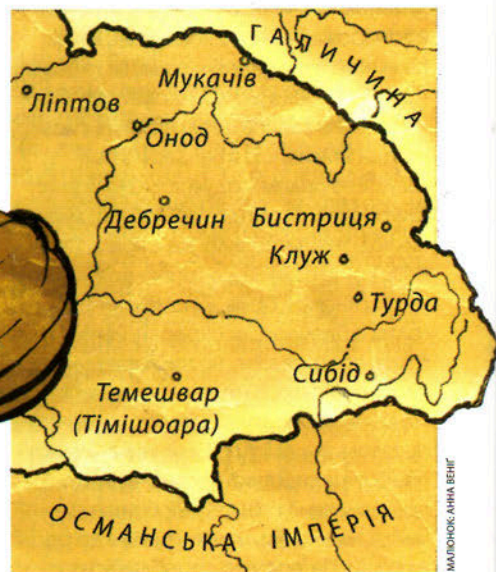 ГАЛИЧИНА
Мукачів
Ліптов
Онод
Дебречин
Бистриця
Клуж
Турда
Сибід
Темешвар
(Тімішоара)
ОСМАНСЬКА ІМПЕРІЯ
МАЛЮНОК: АННА ВЕНІГ